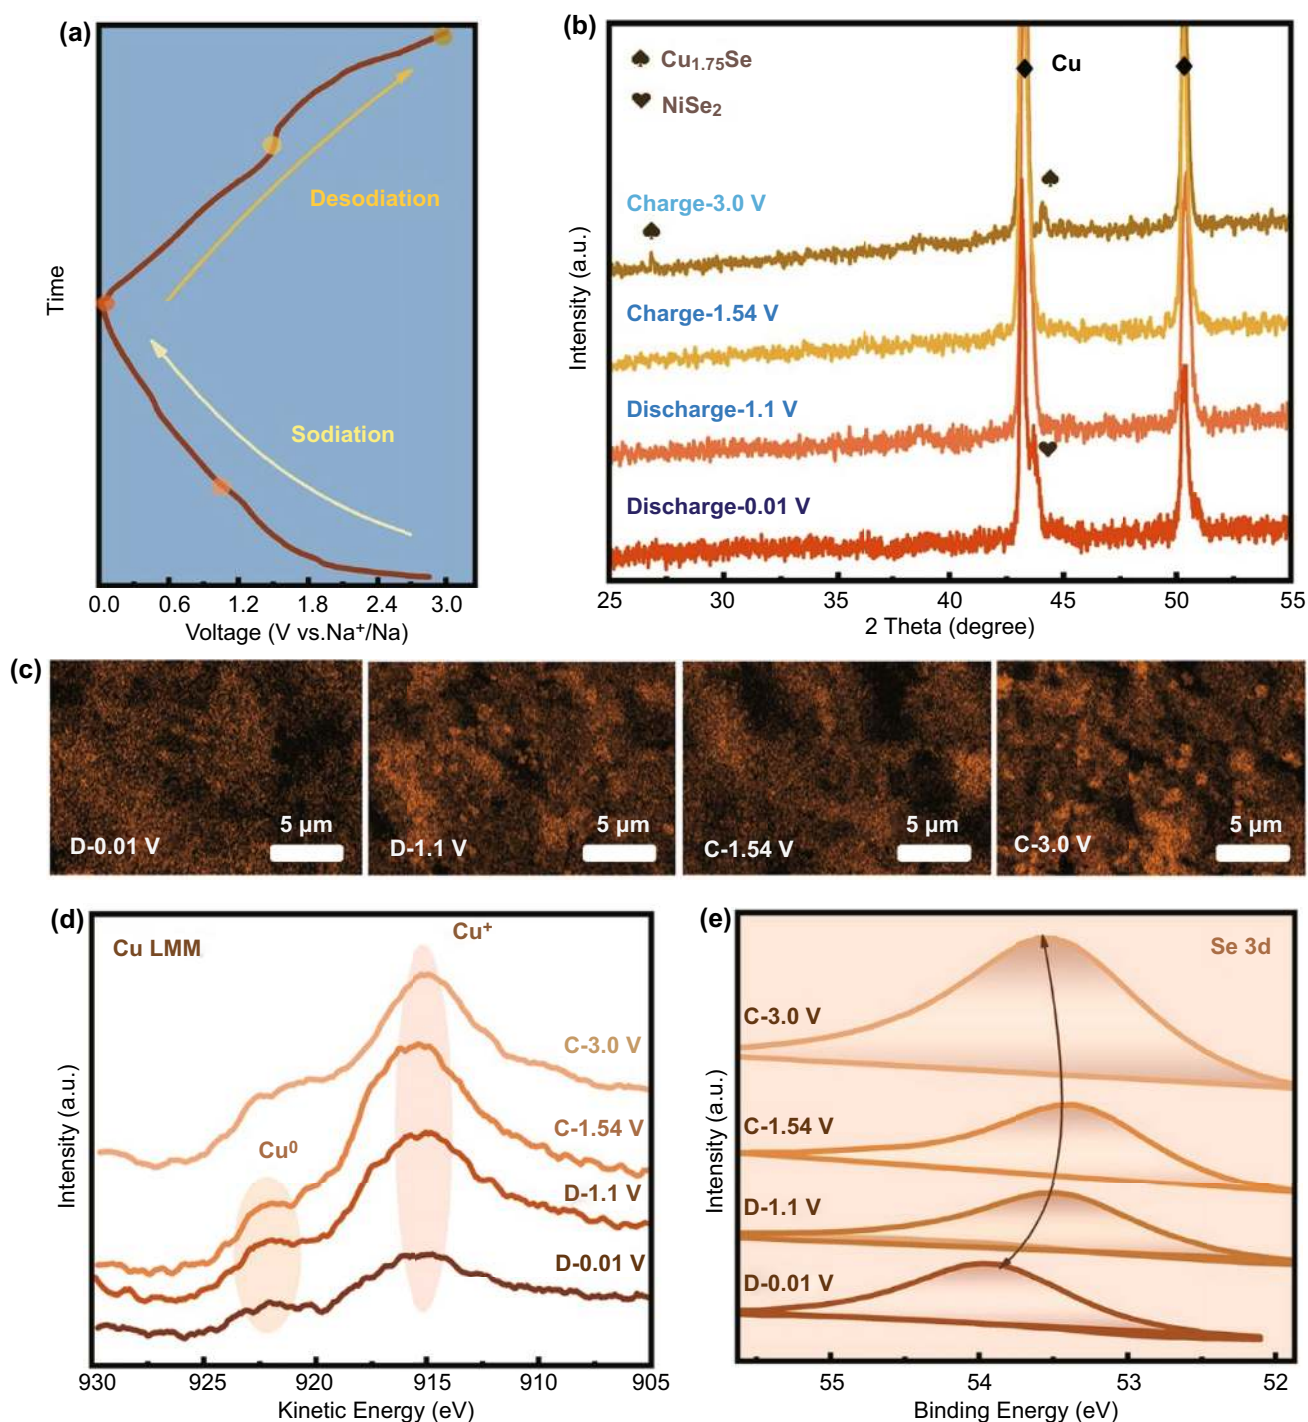 (a)
Desodiation
Sodiation
Time
0.0 0.6 1.2 1.8 2.4 3.0
Voltage (V vs.Na⁺/Na)
(b)
Cu₁.₇₅Se
NiSe₂
Cu
Charge-3.0 V
Charge-1.54 V
Discharge-1.1 V
Discharge-0.01 V
Intensity (a.u.)
25 30 35 40 45 50 55
2 Theta (degree)
(c)
D-0.01 V
5 μm
D-1.1 V
5 μm
C-1.54 V
5 μm
C-3.0 V
5 μm
(d)
Cu LMM
Cu⁺
Cu⁰
C-3.0 V
C-1.54 V
D-1.1 V
D-0.01 V
Intensity (a.u.)
930 925 920 915 910 905
Kinetic Energy (eV)
(e)
Se 3d
C-3.0 V
C-1.54 V
D-1.1 V
D-0.01 V
Intensity (a.u.)
55 54 53 52
Binding Energy (eV)